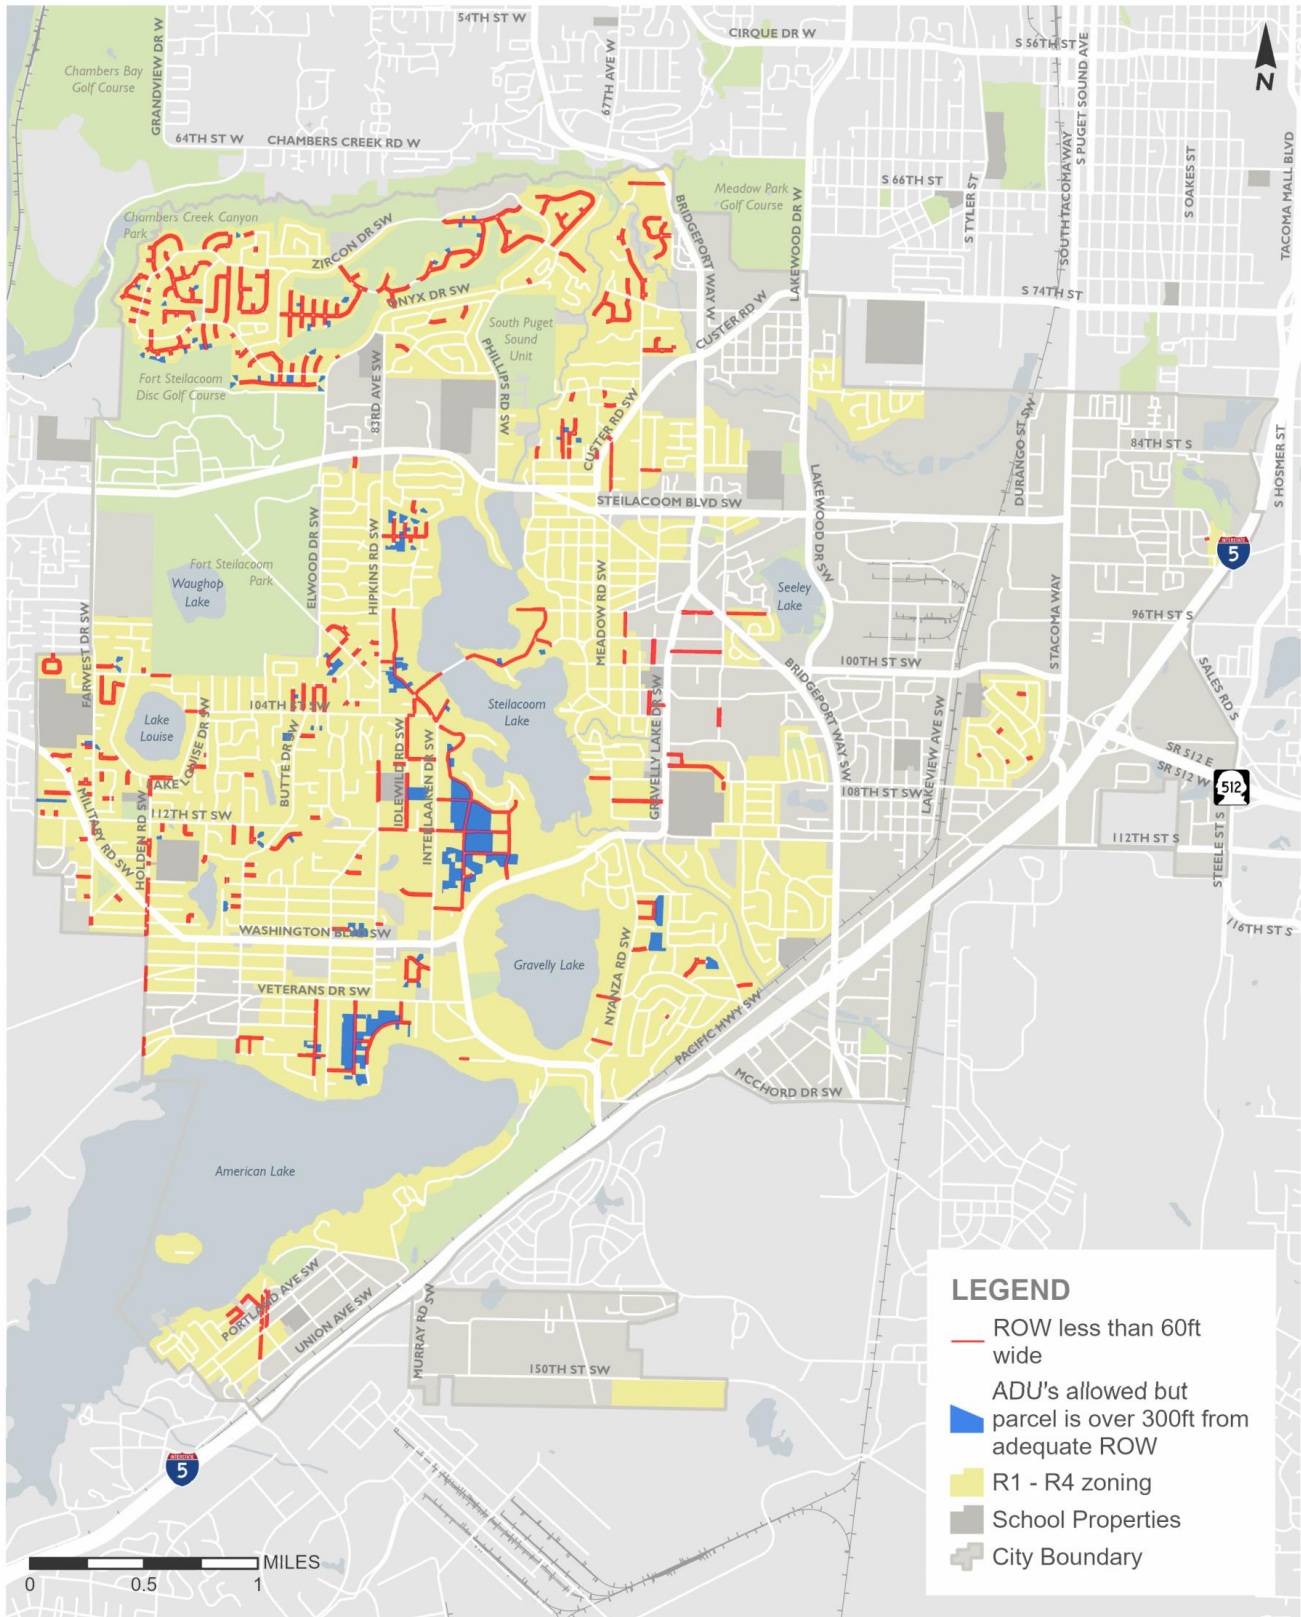 54TH ST W
CIRQUE DR W
S 56TH ST
GRANDVIEW DR W
67TH AVE W
S PUGET SOUND AVE
N
Chambers Bay
Golf Course
64TH ST W
CHAMBERS CREEK RD W
SOUTH TACOMA WAY
S OAKES ST
TACOMA MALL BLVD
S 66TH ST
S TYLER ST
Meadow Park
Golf Course
BRIDGEPORT WAY W
LAKEWOOD DR W
Chambers Creek Canyon
Park
ZIRCON DR SW
ONYX DR SW
S 74TH ST
CUSTER RD W
South Puget
Sound
Unit
PHILLIPS RD SW
83RD AVE SW
Fort Steilacoom
Disc Golf Course
CUSTER RD SW
DURANGO ST SW
84TH ST S
S HOSMER ST
STEILACOOM BLVD SW
LAKEWOOD DR SW
ELWOOD DR SW
HIPKINS RD SW
INTERSTATE
5
Fort Steilacoom
Park
Waughop
Lake
MEADOW RD SW
Seeley
Lake
S TACOMA WAY
96TH ST S
FARWEST DR SW
BRIDGEPORT WAY SW
100TH ST SW
SALES RD S
104TH ST SW
Steilacoom
Lake
GRAVELLY LAKE DR SW
LAKEVIEW AVE SW
Lake
Louise
LAKE LOUISE DR SW
BUTTE DR SW
IDLEWILD RD SW
INTERLAAKEN DR SW
SR 512 E
SR 512 W
512
MILITARY RD SW
HOLDEN RD SW
112TH ST SW
108TH ST SW
112TH ST S
STEELE ST S
116TH ST S
WASHINGTON BLVD SW
Gravelly Lake
NYANZA RD SW
VETERANS DR SW
PACIFIC HWY SW
MCCHORD DR SW
American Lake
PORTLAND AVE SW
UNION AVE SW
MURRAY RD SW
150TH ST SW
INTERSTATE
5
LEGEND
ROW less than 60ft
wide
ADU's allowed but
parcel is over 300ft from
adequate ROW
R1 - R4 zoning
School Properties
City Boundary
MILES
0 0.5 1